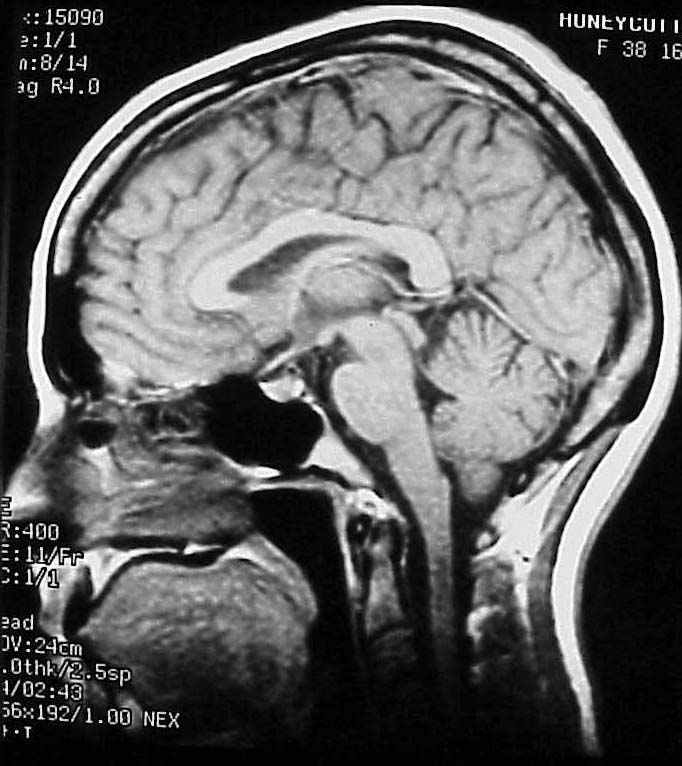 :15090
:1/1
:8/14
ag R4.0
HUNEYCUTT
F 38 16
E
R:400
E:11/Fr
C:1/1
ead
OV:24cm
.0thk/2.5sp
4/02:43
56x192/1.00 NEX